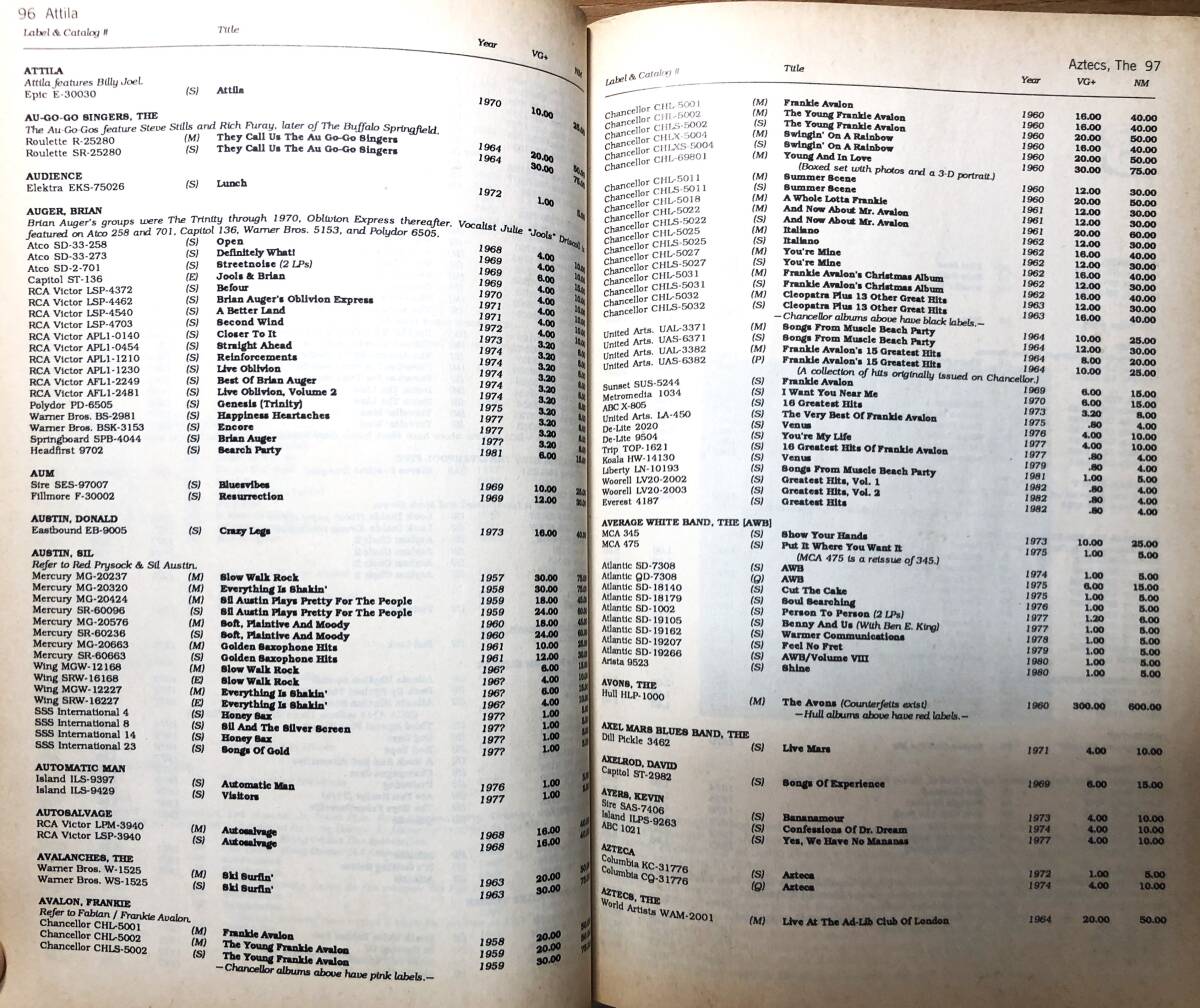 96 Attila
Label & Catalog # Title Year VG+ NM
ATTILA
Attila features Billy Joel.
Epic E-30030 (S) Attila 1970 10.00
AU-GO-GO SINGERS, THE
The Au-Go-Gos feature Steve Stills and Rich Furay, later of The Buffalo Springfield.
Roulette R-25280 (M) They Call Us The Au Go-Go Singers 1964 20.00
Roulette SR-25280 (S) They Call Us The Au Go-Go Singers 1964 30.00
AUDIENCE
Elektra EKS-75026 (S) Lunch 1972 1.00
AUGER, BRIAN
Brian Auger's groups were The Trinity through 1970, Oblivion Express thereafter. Vocalist Julie "Jools" Driscoll is
featured on Atco 258 and 701, Capitol 136, Warner Bros. 5153, and Polydor 6505.
Atco SD-33-258 (S) Open 1968 4.00
Atco SD-33-273 (S) Definitely What! 1969 4.00
Atco SD-2-701 (S) Streetnoise (2 LPs) 1969 6.00
Capitol ST-136 (E) Jools & Brian 1969 4.00
RCA Victor LSP-4372 (S) Befour 1970 4.00
RCA Victor LSP-4462 (S) Brian Auger's Oblivion Express 1971 4.00
RCA Victor LSP-4540 (S) A Better Land 1971 4.00
RCA Victor LSP-4703 (S) Second Wind 1972 4.00
RCA Victor APL1-0140 (S) Closer To It 1973 3.20
RCA Victor APL1-0454 (S) Straight Ahead 1974 3.20
RCA Victor APL1-1210 (S) Reinforcements 1974 3.20
RCA Victor APL1-1230 (S) Live Oblivion 1974 3.20
RCA Victor AFL1-2249 (S) Best Of Brian Auger 1974 3.20
RCA Victor AFL1-2481 (S) Live Oblivion, Volume 2 1974 3.20
Polydor PD-6505 (S) Genesis (Trinity) 1975 3.20
Warner Bros. BS-2981 (S) Happiness Heartaches 1977 3.20
Warner Bros. BSK-3153 (S) Encore 1977 3.20
Springboard SPB-4044 (S) Brian Auger 197? 3.20
Headfirst 9702 (S) Search Party 1981 6.00
AUM
Sire SES-97007 (S) Bluesvibes 1969 10.00
Fillmore F-30002 (S) Resurrection 1969 12.00
AUSTIN, DONALD
Eastbound EB-9005 (S) Crazy Legs 1973 16.00
AUSTIN, SIL
Refer to Red Prysock & Sil Austin.
Mercury MG-20237 (M) Slow Walk Rock 1957 30.00
Mercury MG-20320 (M) Everything Is Shakin' 1958 30.00
Mercury MG-20424 (M) Sil Austin Plays Pretty For The People 1959 18.00
Mercury SR-60096 (S) Sil Austin Plays Pretty For The People 1959 24.00
Mercury MG-20576 (M) Soft, Plaintive And Moody 1960 18.00
Mercury SR-60236 (S) Soft, Plaintive And Moody 1960 24.00
Mercury MG-20663 (M) Golden Saxophone Hits 1961 10.00
Mercury SR-60663 (S) Golden Saxophone Hits 1961 12.00
Wing MGW-12168 (M) Slow Walk Rock 196? 6.00
Wing SRW-16168 (E) Slow Walk Rock 196? 4.00
Wing MGW-12227 (M) Everything Is Shakin' 196? 6.00
Wing SRW-16227 (E) Everything Is Shakin' 196? 4.00
SSS International 4 (S) Honey Sax 197? 1.00
SSS International 8 (S) Sil And The Silver Screen 197? 1.00
SSS International 14 (S) Honey Sax 197? 1.00
SSS International 23 (S) Songs Of Gold 197? 1.00
AUTOMATIC MAN
Island ILS-9397 (S) Automatic Man 1976 1.00
Island ILS-9429 (S) Visitors 1977 1.00
AUTOSALVAGE
RCA Victor LPM-3940 (M) Autosalvage 1968 16.00
RCA Victor LSP-3940 (S) Autosalvage 1968 16.00
AVALANCHES, THE
Warner Bros. W-1525 (M) Ski Surfin' 1963 20.00
Warner Bros. WS-1525 (S) Ski Surfin' 1963 30.00
AVALON, FRANKIE
Refer to Fabian / Frankie Avalon.
Chancellor CHL-5001 (M) Frankie Avalon 1958 20.00
Chancellor CHL-5002 (M) The Young Frankie Avalon 1959 20.00
Chancellor CHLS-5002 (S) The Young Frankie Avalon 1959 30.00
—Chancellor albums above have pink labels.—
Aztecs, The 97
Label & Catalog # Title Year VG+ NM
Chancellor CHL-5001 (M) Frankie Avalon 1960 16.00 40.00
Chancellor CHL-5002 (M) The Young Frankie Avalon 1960 16.00 40.00
Chancellor CHLS-5002 (S) The Young Frankie Avalon 1960 20.00 50.00
Chancellor CHLX-5004 (M) Swingin' On A Rainbow 1960 16.00 40.00
Chancellor CHLXS-5004 (S) Swingin' On A Rainbow 1960 20.00 50.00
Chancellor CHL-69801 (M) Young And In Love 1960 30.00 75.00
(Boxed set with photos and a 3-D portrait.)
Chancellor CHL-5011 (M) Summer Scene 1960 12.00 30.00
Chancellor CHLS-5011 (S) Summer Scene 1960 20.00 50.00
Chancellor CHL-5018 (M) A Whole Lotta Frankie 1961 12.00 30.00
Chancellor CHL-5022 (M) And Now About Mr. Avalon 1961 12.00 30.00
Chancellor CHLS-5022 (S) And Now About Mr. Avalon 1961 20.00 60.00
Chancellor CHL-5025 (M) Italiano 1962 12.00 30.00
Chancellor CHLS-5025 (S) Italiano 1962 16.00 40.00
Chancellor CHL-5027 (M) You're Mine 1962 12.00 30.00
Chancellor CHLS-5027 (S) You're Mine 1962 16.00 40.00
Chancellor CHL-5031 (M) Frankie Avalon's Christmas Album 1962 12.00 30.00
Chancellor CHLS-5031 (S) Frankie Avalon's Christmas Album 1962 16.00 40.00
Chancellor CHL-5032 (M) Cleopatra Plus 13 Other Great Hits 1963 12.00 30.00
Chancellor CHLS-5032 (S) Cleopatra Plus 13 Other Great Hits 1963 16.00 40.00
—Chancellor albums above have black labels.—
United Arts. UAL-3371 (M) Songs From Muscle Beach Party 1964 10.00 25.00
United Arts. UAS-6371 (S) Songs From Muscle Beach Party 1964 12.00 30.00
United Arts. UAL-3382 (M) Frankie Avalon's 15 Greatest Hits 1964 8.00 20.00
United Arts. UAS-6382 (P) Frankie Avalon's 15 Greatest Hits 1964 10.00 25.00
(A collection of hits originally issued on Chancellor.)
Sunset SUS-5244 (S) Frankie Avalon 1969 6.00 15.00
Metromedia 1034 (S) I Want You Near Me 1970 6.00 15.00
ABC X-805 (S) 16 Greatest Hits 1973 3.20 8.00
United Arts. LA-450 (S) The Very Best Of Frankie Avalon 1975 .80 4.00
De-Lite 2020 (S) Venus 1976 4.00 10.00
De-Lite 9504 (S) You're My Life 1977 4.00 10.00
Trip TOP-1621 (S) 16 Greatest Hits Of Frankie Avalon 197? .80 4.00
Koala HW-14130 (S) Venus 1979 .80 4.00
Liberty LN-10193 (S) Songs From Muscle Beach Party 1981 1.00 5.00
Woorell LV20-2002 (S) Greatest Hits, Vol. 1 1982 .80 4.00
Woorell LV20-2003 (S) Greatest Hits, Vol. 2 1982 .80 4.00
Everest 4187 (S) Greatest Hits 1982 .80 4.00
AVERAGE WHITE BAND, THE [AWB]
MCA 345 (S) Show Your Hands 1973 10.00 25.00
MCA 475 (S) Put It Where You Want It 1975 1.00 5.00
(MCA 475 is a reissue of 345.)
Atlantic SD-7308 (S) AWB 1974 1.00 5.00
Atlantic QD-7308 (Q) AWB 1975 6.00 15.00
Atlantic SD-18140 (S) Cut The Cake 1975 1.00 5.00
Atlantic SD-18179 (S) Soul Searching 1976 1.00 5.00
Atlantic SD-1002 (S) Person To Person (2 LPs) 1977 1.20 6.00
Atlantic SD-19105 (S) Benny And Us (With Ben E. King) 1977 1.00 5.00
Atlantic SD-19162 (S) Warmer Communications 1978 1.00 5.00
Atlantic SD-19207 (S) Feel No Fret 1979 1.00 5.00
Atlantic SD-19266 (S) AWB/Volume VIII 1980 1.00 5.00
Arista 9523 (S) Shine 1980 1.00 5.00
AVONS, THE
Hull HLP-1000 (M) The Avons (Counterfeits exist) 1960 300.00 600.00
—Hull albums above have red labels.—
AXEL MARS BLUES BAND, THE
Dill Pickle 3462 (S) Live Mars 1971 4.00 10.00
AXELROD, DAVID
Capitol ST-2982 (S) Songs Of Experience 1969 6.00 15.00
AYERS, KEVIN
Sire SAS-7406 (S) Bananamour 1973 4.00 10.00
Island ILPS-9263 (S) Confessions Of Dr. Dream 1974 4.00 10.00
ABC 1021 (S) Yes, We Have No Mananas 1977 4.00 10.00
AZTECA
Columbia KC-31776 (S) Azteca 1972 1.00 5.00
Columbia CQ-31776 (Q) Azteca 1974 4.00 10.00
AZTECS, THE
World Artists WAM-2001 (M) Live At The Ad-Lib Club Of London 1964 20.00 50.00